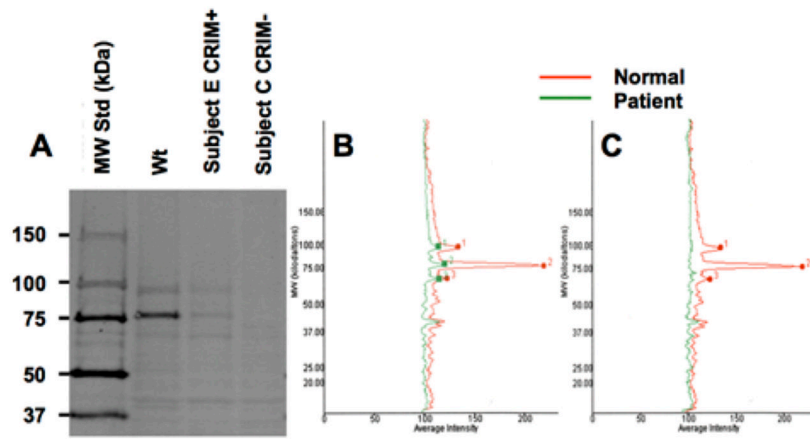 MW Std (kDa)
Wt
Subject E CRIM+
Subject C CRIM-
A
150
100
75
50
37
Normal
Patient
B
MW (kilodaltons)
150.00
100.00
75.00
50.00
37.00
25.00
20.00
1
2
0
50
100
150
200
Average Intensity
C
MW (kilodaltons)
150.00
100.00
75.00
50.00
37.00
25.00
20.00
1
2
3
0
50
100
150
200
Average Intensity